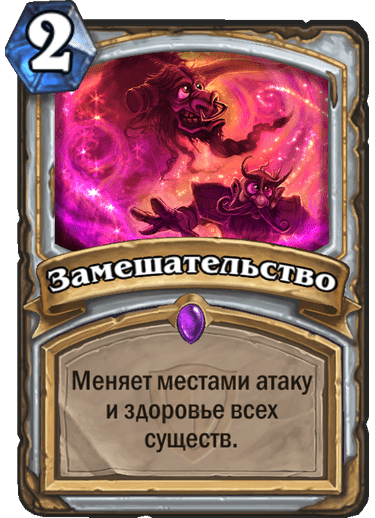 2
Замешательство
Меняет местами атаку
и здоровье всех
существ.